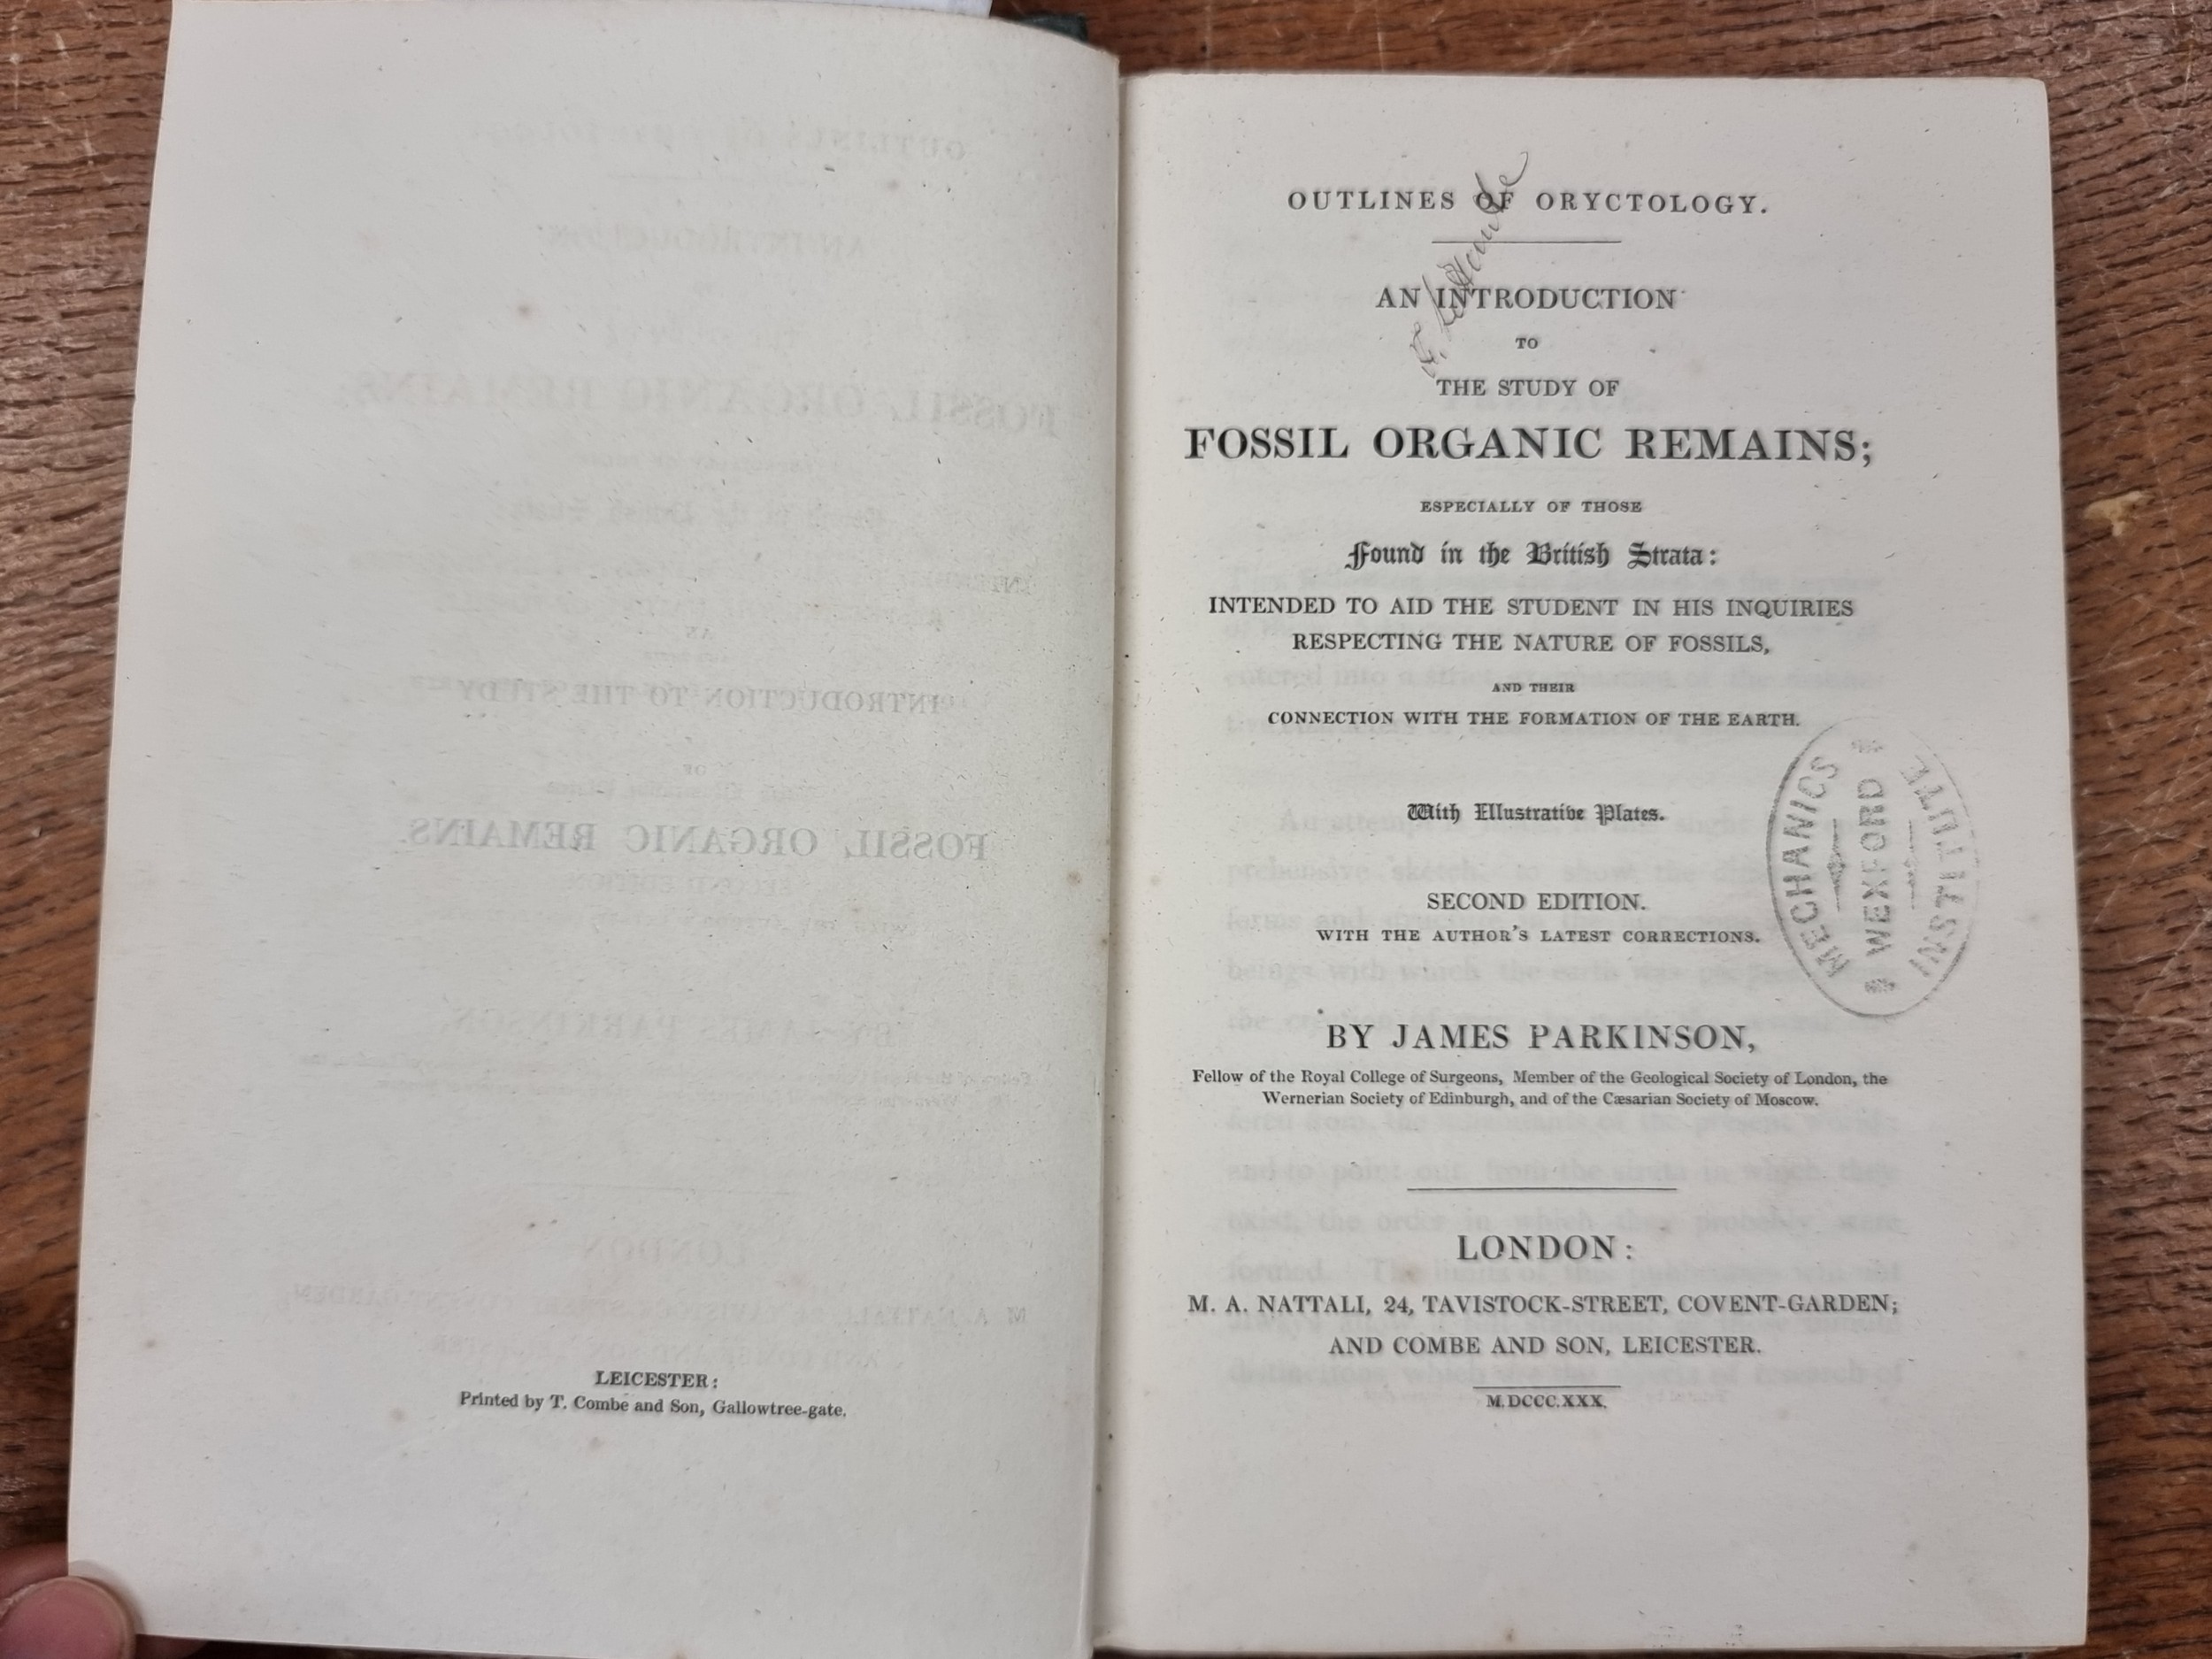 LEICESTER:
Printed by T. Combe and Son, Gallowtree-gate.
OUTLINES OF ORYCTOLOGY.
AN INTRODUCTION
TO
THE STUDY OF
FOSSIL ORGANIC REMAINS;
ESPECIALLY OF THOSE
Found in the British Strata:
INTENDED TO AID THE STUDENT IN HIS INQUIRIES
RESPECTING THE NATURE OF FOSSILS,
AND THEIR
CONNECTION WITH THE FORMATION OF THE EARTH.
With Illustrative Plates.
SECOND EDITION.
WITH THE AUTHOR'S LATEST CORRECTIONS.
MECHANICS
WEXFORD
INSTITUTE
BY JAMES PARKINSON,
Fellow of the Royal College of Surgeons, Member of the Geological Society of London, the
Wernerian Society of Edinburgh, and of the Cæsarian Society of Moscow.
LONDON:
M. A. NATTALI, 24, TAVISTOCK-STREET, COVENT-GARDEN;
AND COMBE AND SON, LEICESTER.
M.DCCC.XXX.